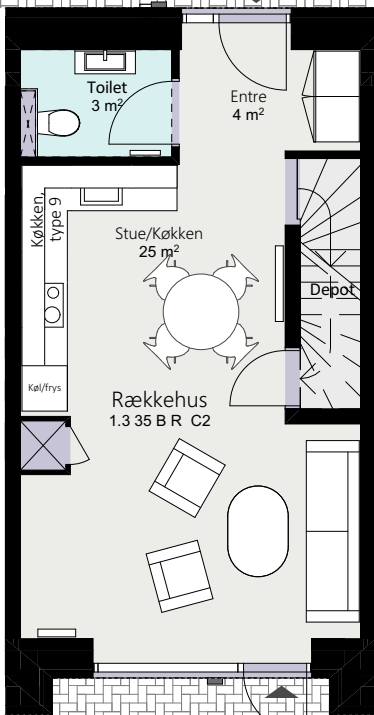 Toilet
3 m²
Entre
4 m²
Køkken,
type 9
Stue/Køkken
25 m²
Depot
Køl/frys
Rækkehus
1.3 35 B R C2